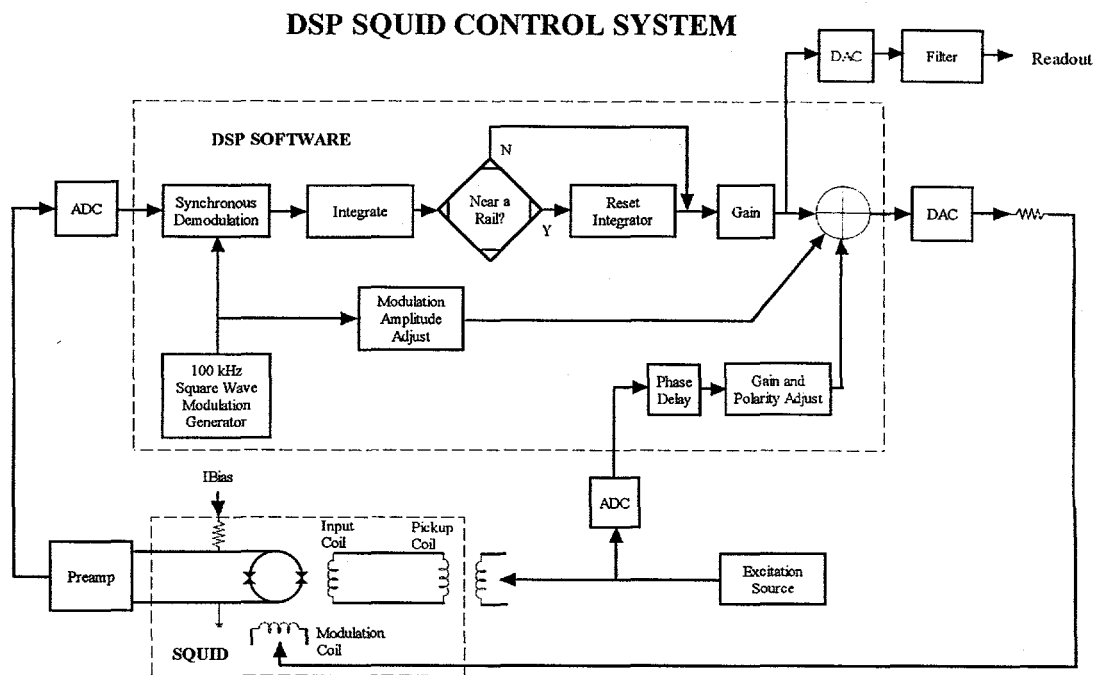 DSP SQUID CONTROL SYSTEM
DAC
Filter
Readout
DSP SOFTWARE
N
ADC
Synchronous
Demodulation
Integrate
Near a
Rail?
Y
Reset
Integrator
Gain
DAC
Modulation
Amplitude
Adjust
100 kHz
Square Wave
Modulation
Generator
Phase
Delay
Gain and
Polarity Adjust
IBias
ADC
Input
Coil
Pickup
Coil
Preamp
Excitation
Source
Modulation
Coil
SQUID